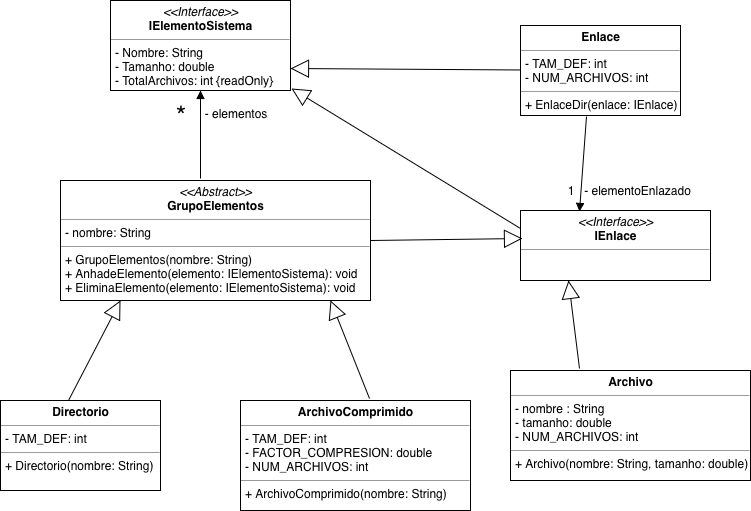 <<Interface>>
IElementoSistema
- Nombre: String
- Tamanho: double
- TotalArchivos: int {readOnly}
Enlace
- TAM_DEF: int
- NUM_ARCHIVOS: int
+ EnlaceDir(enlace: IEnlace)
*
- elementos
1
- elementoEnlazado
<<Abstract>>
GrupoElementos
- nombre: String
+ GrupoElementos(nombre: String)
+ AnhadeElemento(elemento: IElementoSistema): void
+ EliminaElemento(elemento: IElementoSistema): void
<<Interface>>
IEnlace
Directorio
- TAM_DEF: int
+ Directorio(nombre: String)
ArchivoComprimido
- TAM_DEF: int
- FACTOR_COMPRESION: double
- NUM_ARCHIVOS: int
+ ArchivoComprimido(nombre: String)
Archivo
- nombre : String
- tamanho: double
- NUM_ARCHIVOS: int
+ Archivo(nombre: String, tamanho: double)